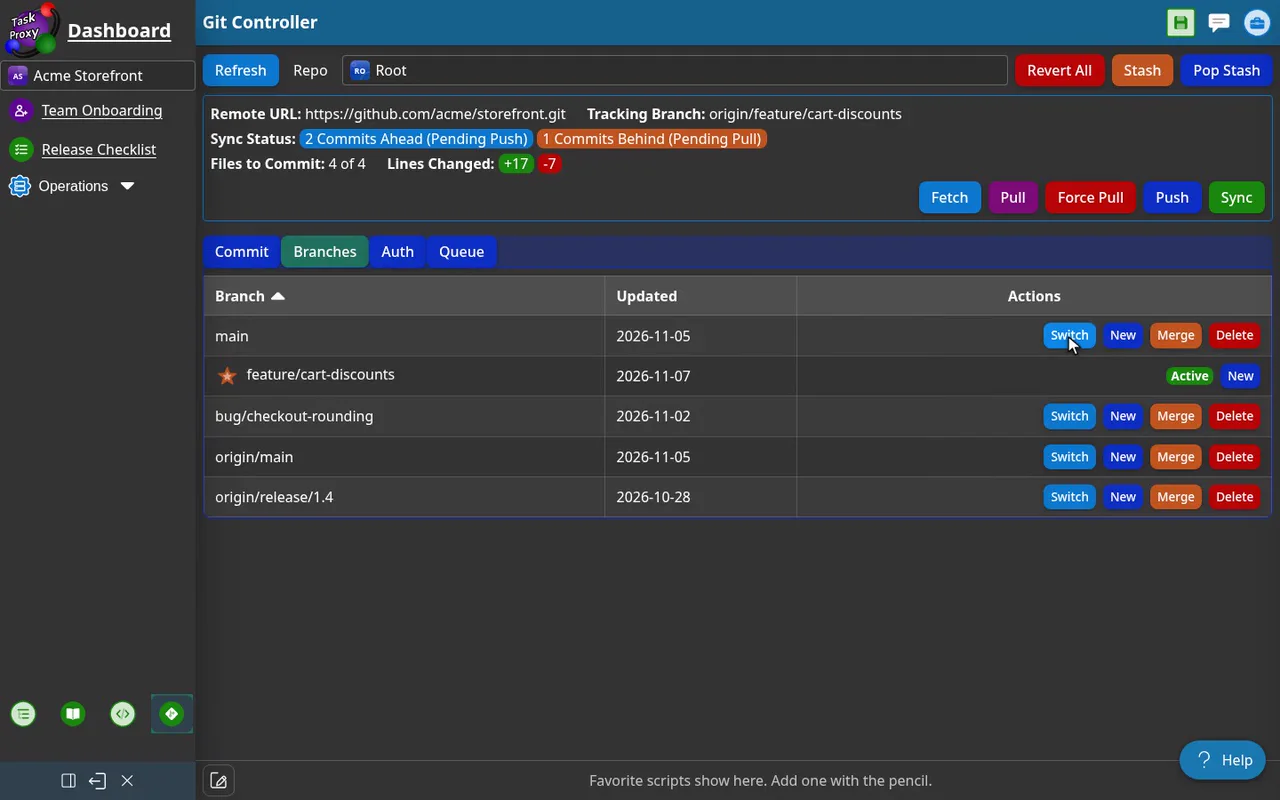 Task Proxy
Dashboard
Git Controller
AS Acme Storefront
Team Onboarding
Release Checklist
Operations
Refresh Repo RO Root Revert All Stash Pop Stash
Remote URL: https://github.com/acme/storefront.git Tracking Branch: origin/feature/cart-discounts
Sync Status: 2 Commits Ahead (Pending Push) 1 Commits Behind (Pending Pull)
Files to Commit: 4 of 4 Lines Changed: +17 -7
Fetch Pull Force Pull Push Sync
Commit Branches Auth Queue
Branch Updated Actions
main 2026-11-05 Switch New Merge Delete
feature/cart-discounts 2026-11-07 Active New
bug/checkout-rounding 2026-11-02 Switch New Merge Delete
origin/main 2026-11-05 Switch New Merge Delete
origin/release/1.4 2026-10-28 Switch New Merge Delete
Help
Favorite scripts show here. Add one with the pencil.